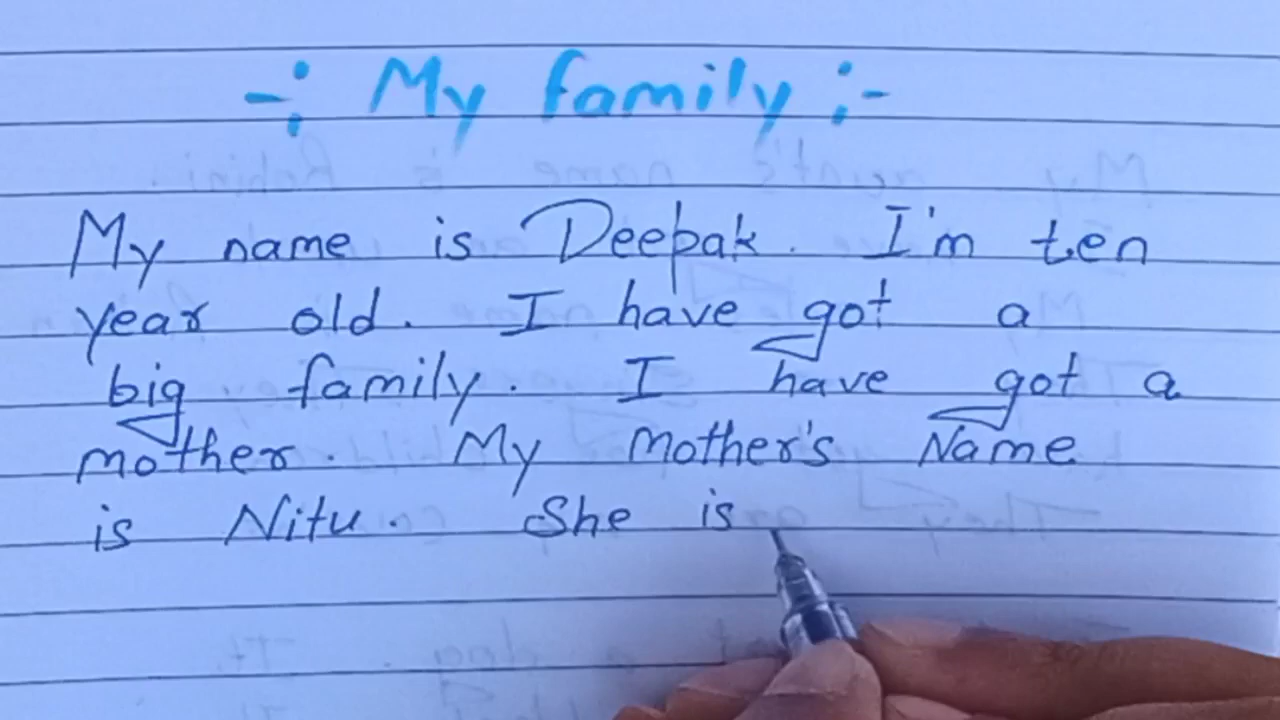 -: My family :-
My name is Deepak. I'm ten
year old. I have got a
big family. I have got a
mother. My Mother's Name
is Nitu. She is